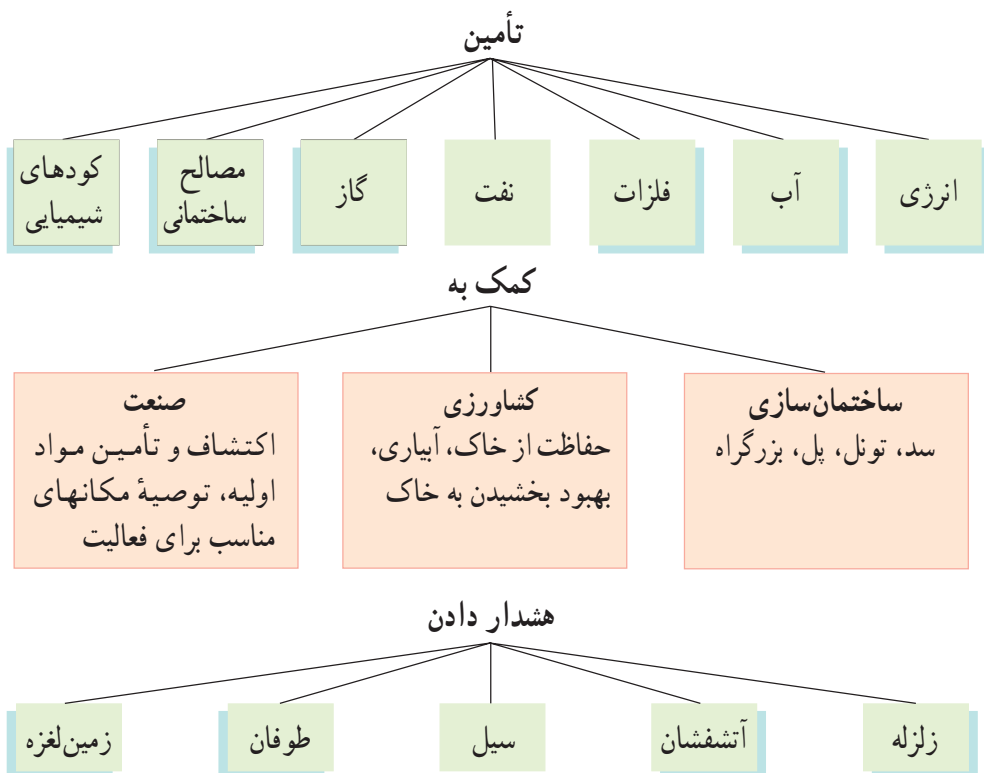 تأمین
انرژی
آب
فلزات
نفت
گاز
مصالح
ساختمانی
کودهای
شیمیایی
کمک به
ساختمان‌سازی
سد، تونل، پل، بزرگراه
کشاورزی
حفاظت از خاک، آبیاری،
بهبود بخشیدن به خاک
صنعت
اکتشاف و تأمین مواد
اولیه، توصیهٔ مکانهای
مناسب برای فعالیت
هشدار دادن
زلزله
آتشفشان
سیل
طوفان
زمین‌لغزه